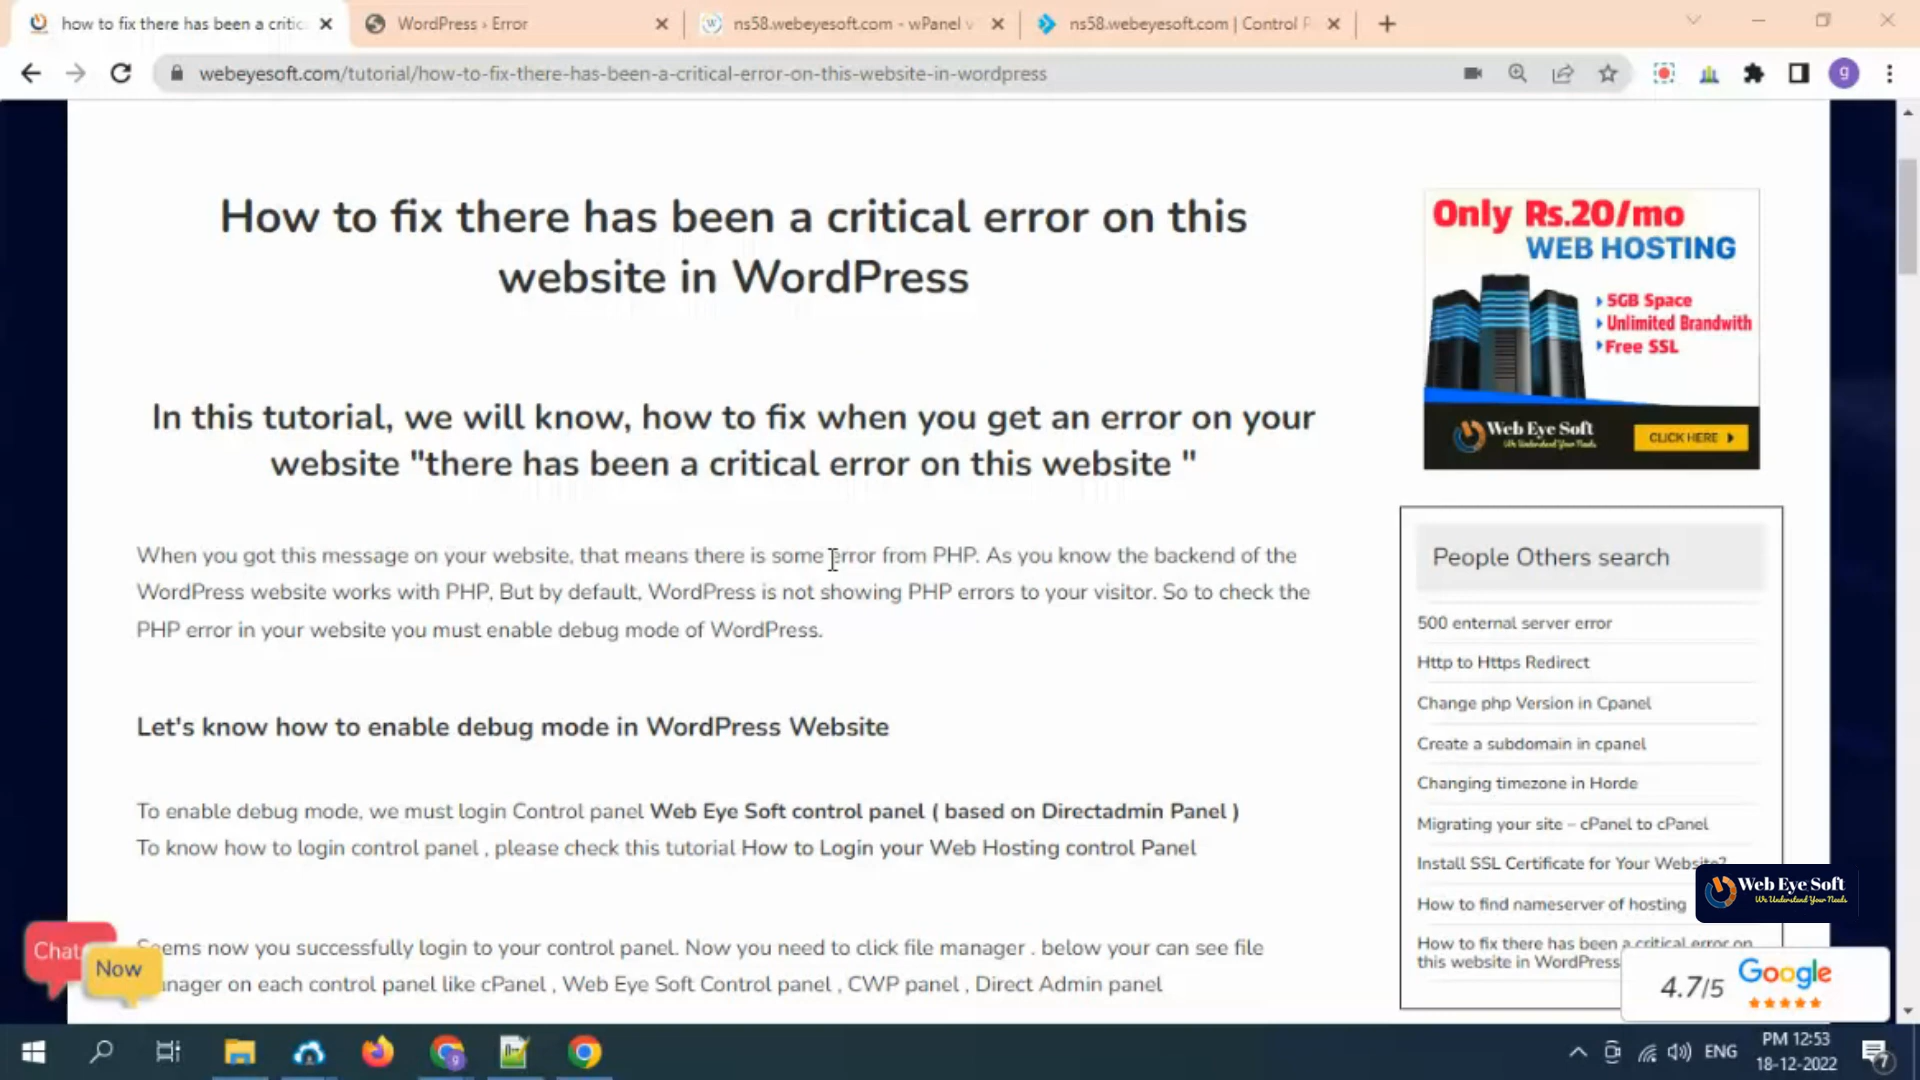 how to fix there has been a critic
WordPress › Error
ns58.webeyesoft.com - wPanel v
ns58.webeyesoft.com | Control P
webeyesoft.com/tutorial/how-to-fix-there-has-been-a-critical-error-on-this-website-in-wordpress
g
How to fix there has been a critical error on this
website in WordPress
In this tutorial, we will know, how to fix when you get an error on your
website "there has been a critical error on this website "
When you got this message on your website, that means there is some error from PHP. As you know the backend of the
WordPress website works with PHP, But by default, WordPress is not showing PHP errors to your visitor. So to check the
PHP error in your website you must enable debug mode of WordPress.
Let's know how to enable debug mode in WordPress Website
To enable debug mode, we must login Control panel Web Eye Soft control panel ( based on Directadmin Panel )
To know how to login control panel , please check this tutorial How to Login your Web Hosting control Panel
Seems now you successfully login to your control panel. Now you need to click file manager . below your can see file
anager on each control panel like cPanel , Web Eye Soft Control panel , CWP panel , Direct Admin panel
Chat
Now
Only Rs.20/mo
WEB HOSTING
5GB Space
Unlimited Brandwith
Free SSL
Web Eye Soft
We Understand Your Needs
CLICK HERE
People Others search
500 enternal server error
Http to Https Redirect
Change php Version in Cpanel
Create a subdomain in cpanel
Changing timezone in Horde
Migrating your site – cPanel to cPanel
Install SSL Certificate for Your Website?
How to find nameserver of hosting
How to fix there has been a critical error on
this website in WordPress
Web Eye Soft
We Understand Your Needs
4.7/5
Google
ENG
PM 12:53
18-12-2022
7